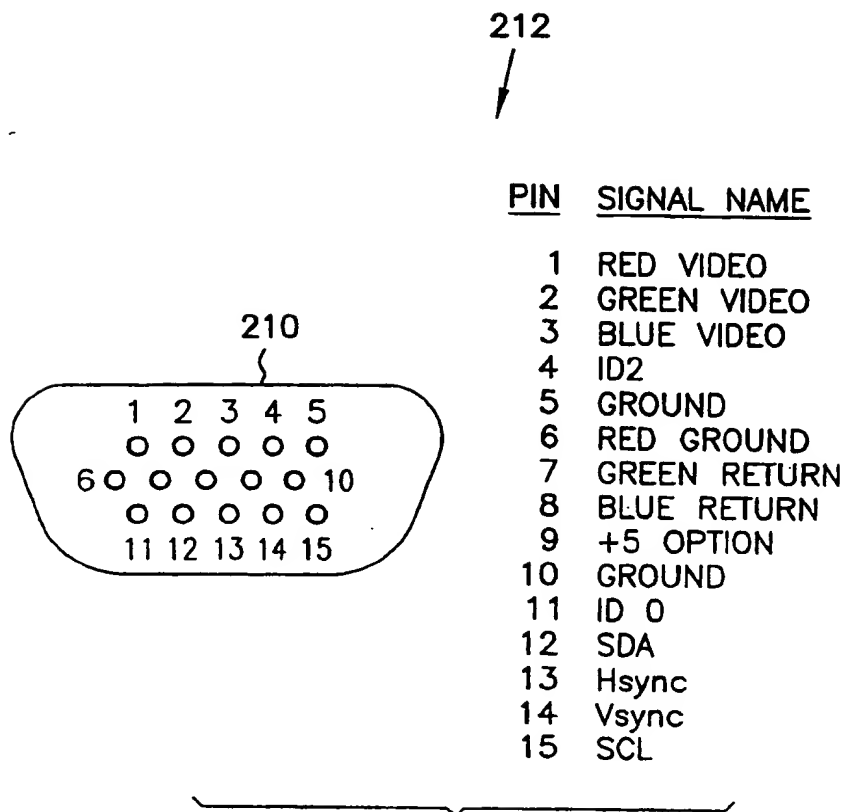 212
PIN SIGNAL NAME
1 RED VIDEO
2 GREEN VIDEO
3 BLUE VIDEO
4 ID2
5 GROUND
6 RED GROUND
7 GREEN RETURN
8 BLUE RETURN
9 +5 OPTION
10 GROUND
11 ID 0
12 SDA
13 Hsync
14 Vsync
15 SCL
210
1 2 3 4 5
6 10
11 12 13 14 15